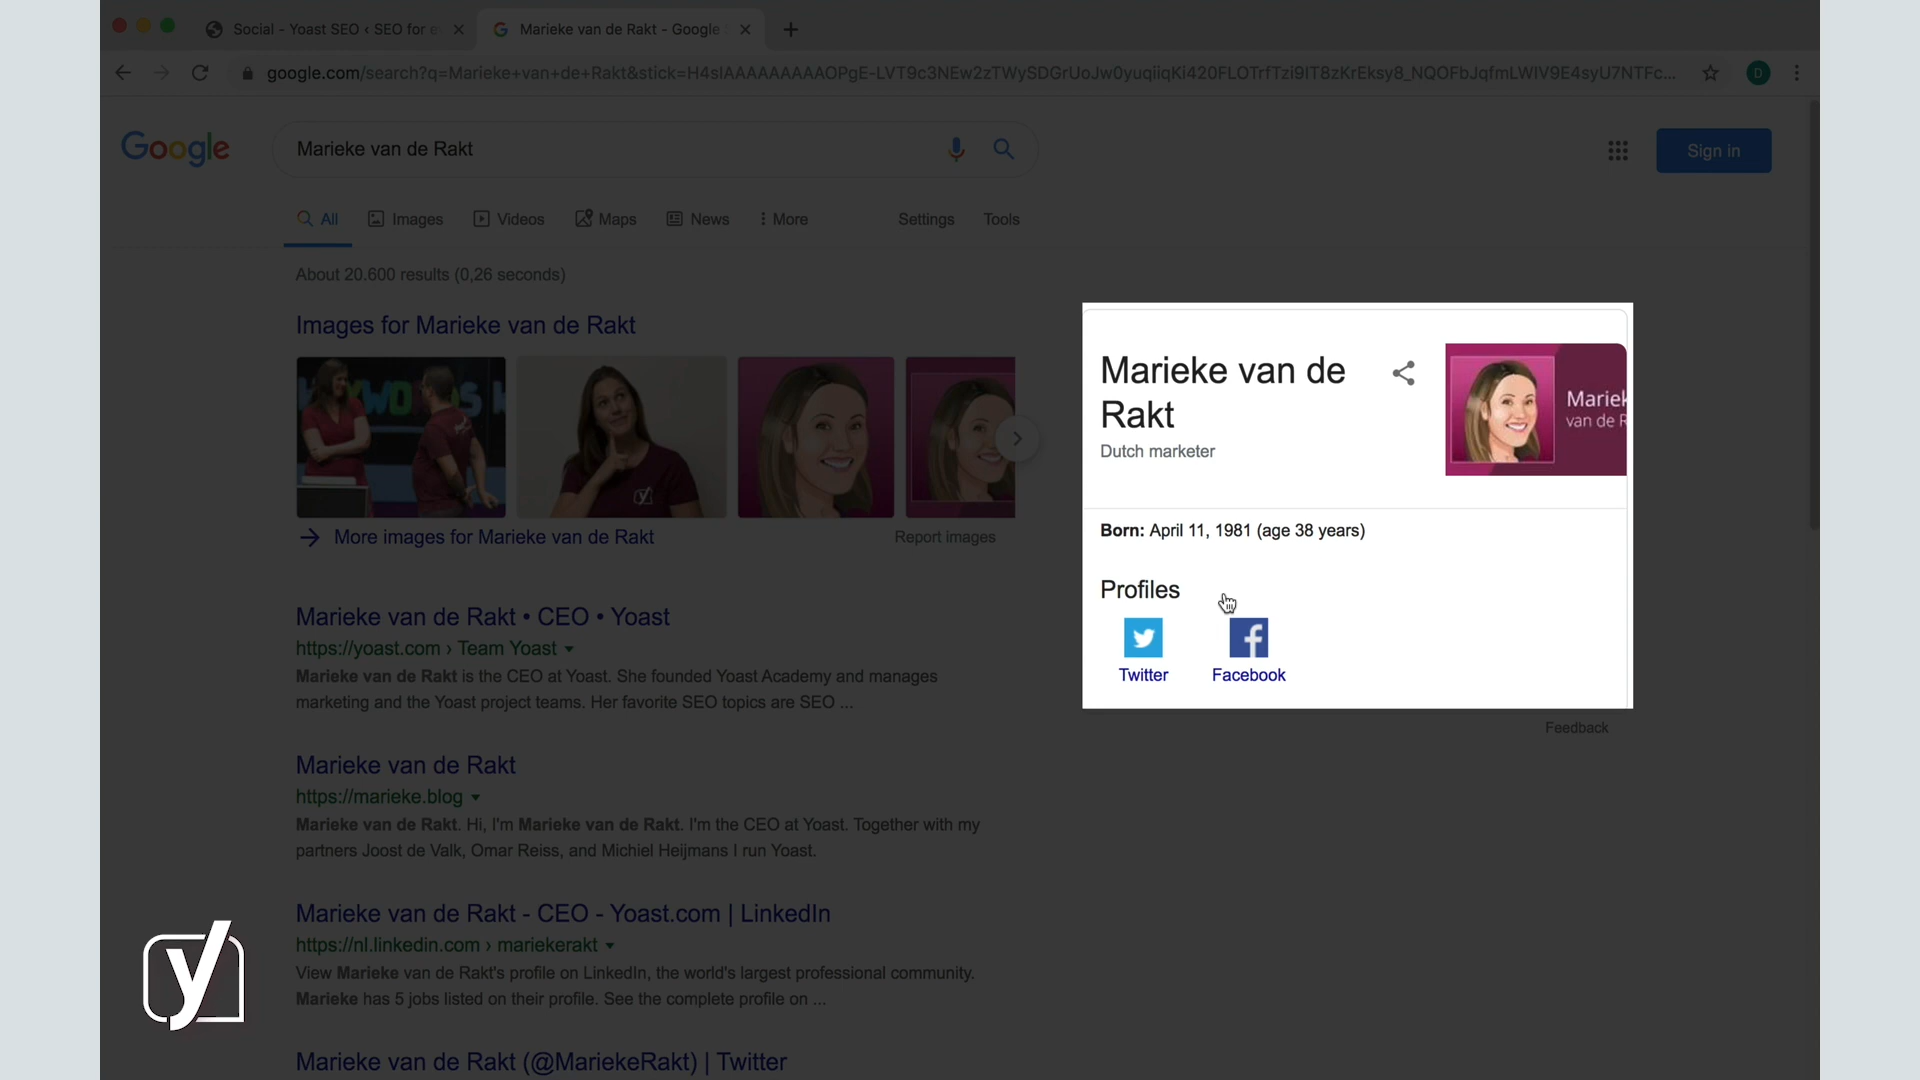 Social - Yoast SEO ‹ SEO for e
Marieke van de Rakt - Google
google.com/search?q=Marieke+van+de+Rakt&stick=
Google
Marieke van de Rakt
Sign in
All
Images
Videos
Maps
News
More
Settings
Tools
About 20.600 results (0,26 seconds)
Images for Marieke van de Rakt
More images for Marieke van de Rakt
Report images
Marieke van de Rakt • CEO • Yoast
https://yoast.com › Team Yoast
Marieke van de Rakt is the CEO at Yoast. She founded Yoast Academy and manages
marketing and the Yoast project teams. Her favorite SEO topics are SEO ...
Marieke van de Rakt
https://marieke.blog
Marieke van de Rakt. Hi, I'm Marieke van de Rakt. I'm the CEO at Yoast. Together with my
partners Joost de Valk, Omar Reiss, and Michiel Heijmans I run Yoast.
Marieke van de Rakt - CEO - Yoast.com | LinkedIn
https://nl.linkedin.com › mariekerakt
View Marieke van de Rakt's profile on LinkedIn, the world's largest professional community.
Marieke has 5 jobs listed on their profile. See the complete profile on ...
Marieke van de Rakt (@MariekeRakt) | Twitter
Marieke van de
Rakt
Dutch marketer
Mariek
van de R
Born: April 11, 1981 (age 38 years)
Profiles
Twitter
Facebook
Feedback
D
y